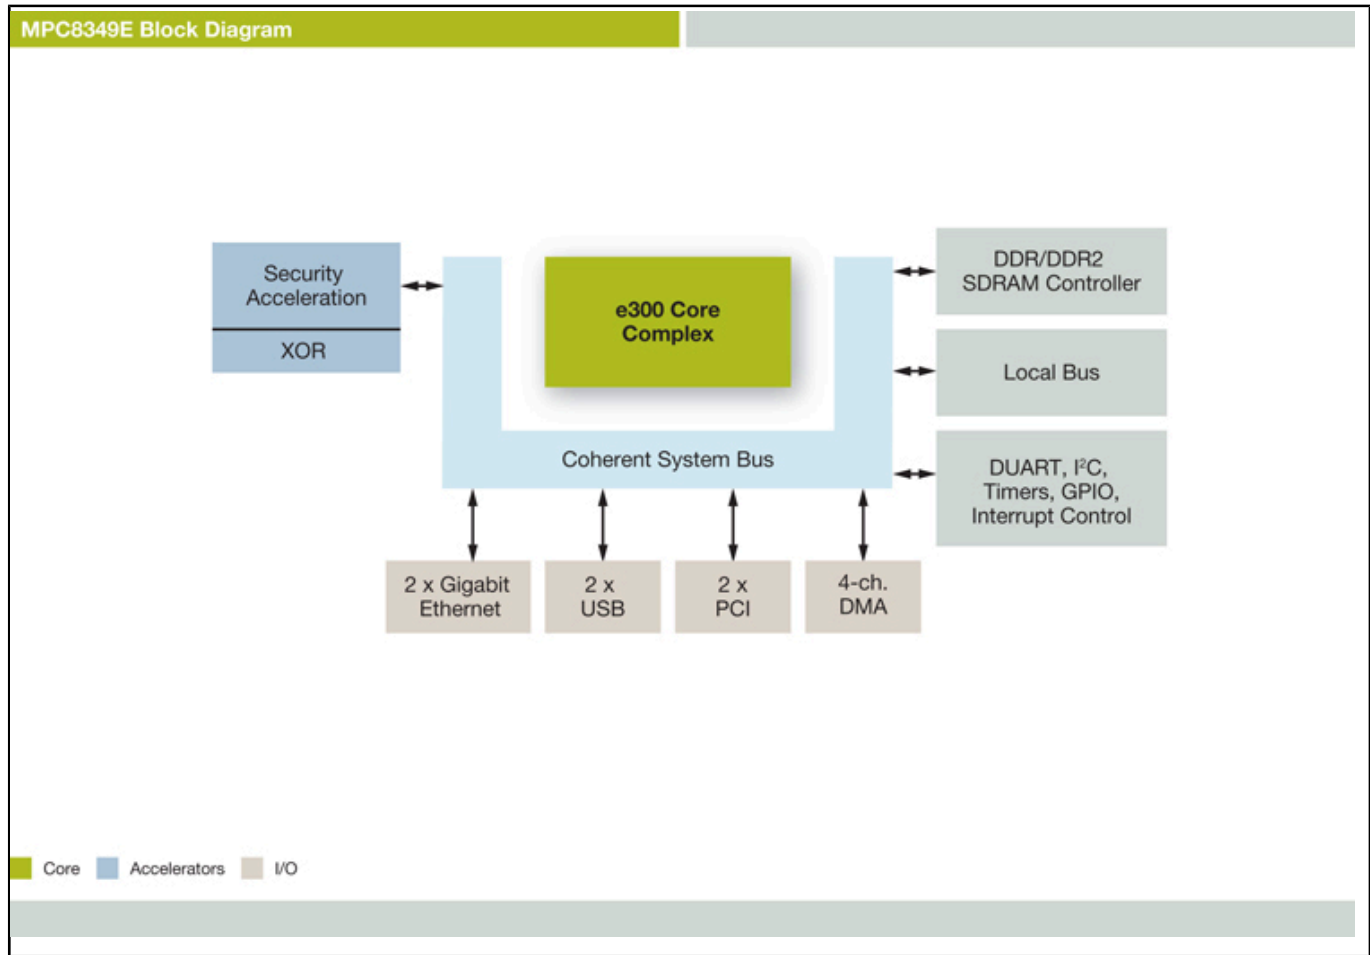 MPC8349E Block Diagram
Security
Acceleration
XOR
e300 Core
Complex
DDR/DDR2
SDRAM Controller
Local Bus
Coherent System Bus
DUART, I²C,
Timers, GPIO,
Interrupt Control
2 x Gigabit
Ethernet
2 x
USB
2 x
PCI
4-ch.
DMA
Core
Accelerators
I/O